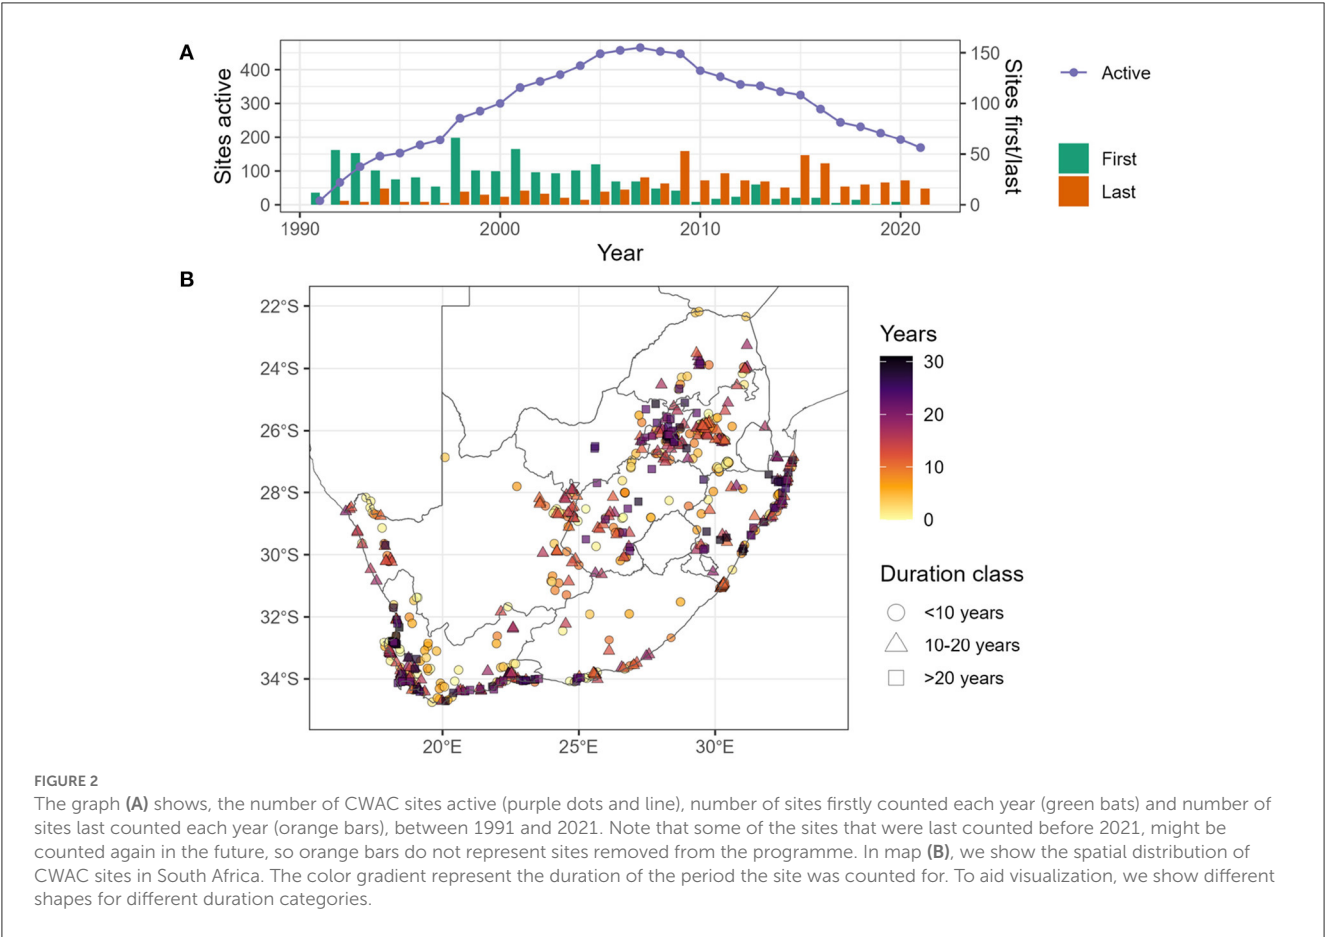 A
400
300
200
100
0
Sites active
150
100
50
0
Sites first/last
1990
2000
2010
2020
Year
Active
First
Last
B
22°S
24°S
26°S
28°S
30°S
32°S
34°S
20°E
25°E
30°E
Years
30
20
10
0
Duration class
<10 years
10-20 years
>20 years
FIGURE 2
The graph (A) shows, the number of CWAC sites active (purple dots and line), number of sites firstly counted each year (green bats) and number of
sites last counted each year (orange bars), between 1991 and 2021. Note that some of the sites that were last counted before 2021, might be
counted again in the future, so orange bars do not represent sites removed from the programme. In map (B), we show the spatial distribution of
CWAC sites in South Africa. The color gradient represent the duration of the period the site was counted for. To aid visualization, we show different
shapes for different duration categories.